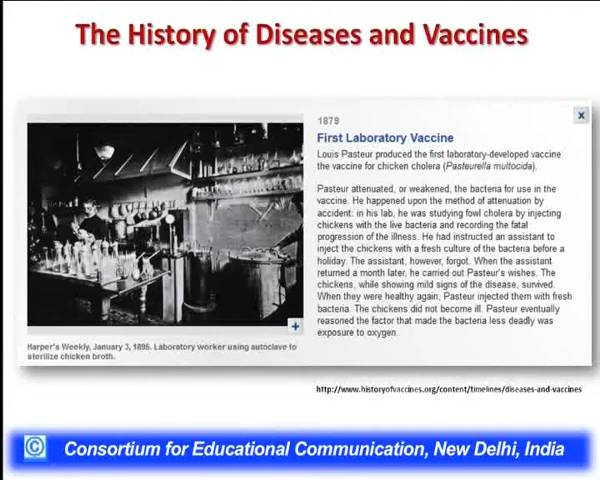 The History of Diseases and Vaccines
1879
First Laboratory Vaccine
Louis Pasteur produced the first laboratory-developed vaccine:
the vaccine for chicken cholera (Pasteurella multocida).
Pasteur attenuated, or weakened, the bacteria for use in the
vaccine. He happened upon the method of attenuation by
accident: in his lab, he was studying fowl cholera by injecting
chickens with the live bacteria and recording the fatal
progression of the illness. He had instructed an assistant to
inject the chickens with a fresh culture of the bacteria before a
holiday. The assistant, however, forgot. When the assistant
returned a month later, he carried out Pasteur's wishes. The
chickens, while showing mild signs of the disease, survived.
When they were healthy again, Pasteur injected them with fresh
bacteria. The chickens did not become ill. Pasteur eventually
reasoned the factor that made the bacteria less deadly was
exposure to oxygen.
Harper's Weekly, January 3, 1895. Laboratory worker using autoclave to
sterilize chicken broth.
http://www.historyofvaccines.org/content/timelines/diseases-and-vaccines
© Consortium for Educational Communication, New Delhi, India